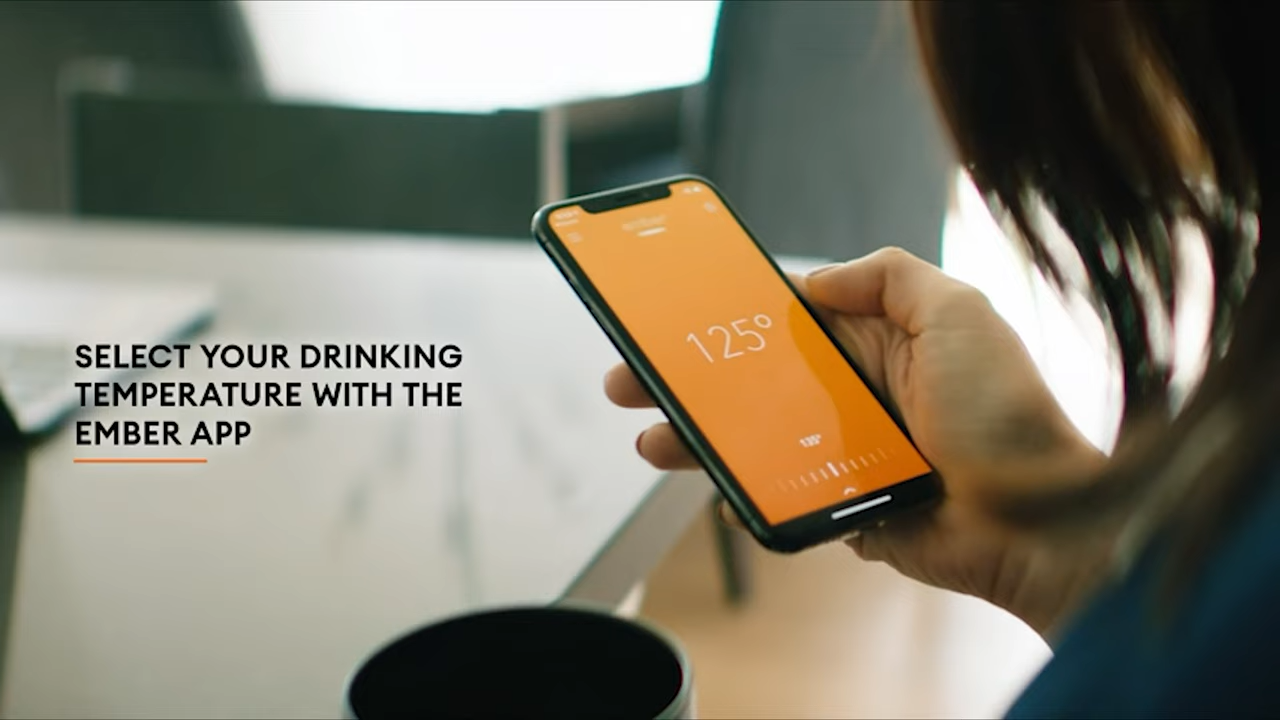 SELECT YOUR DRINKING
TEMPERATURE WITH THE
EMBER APP
125°
135°